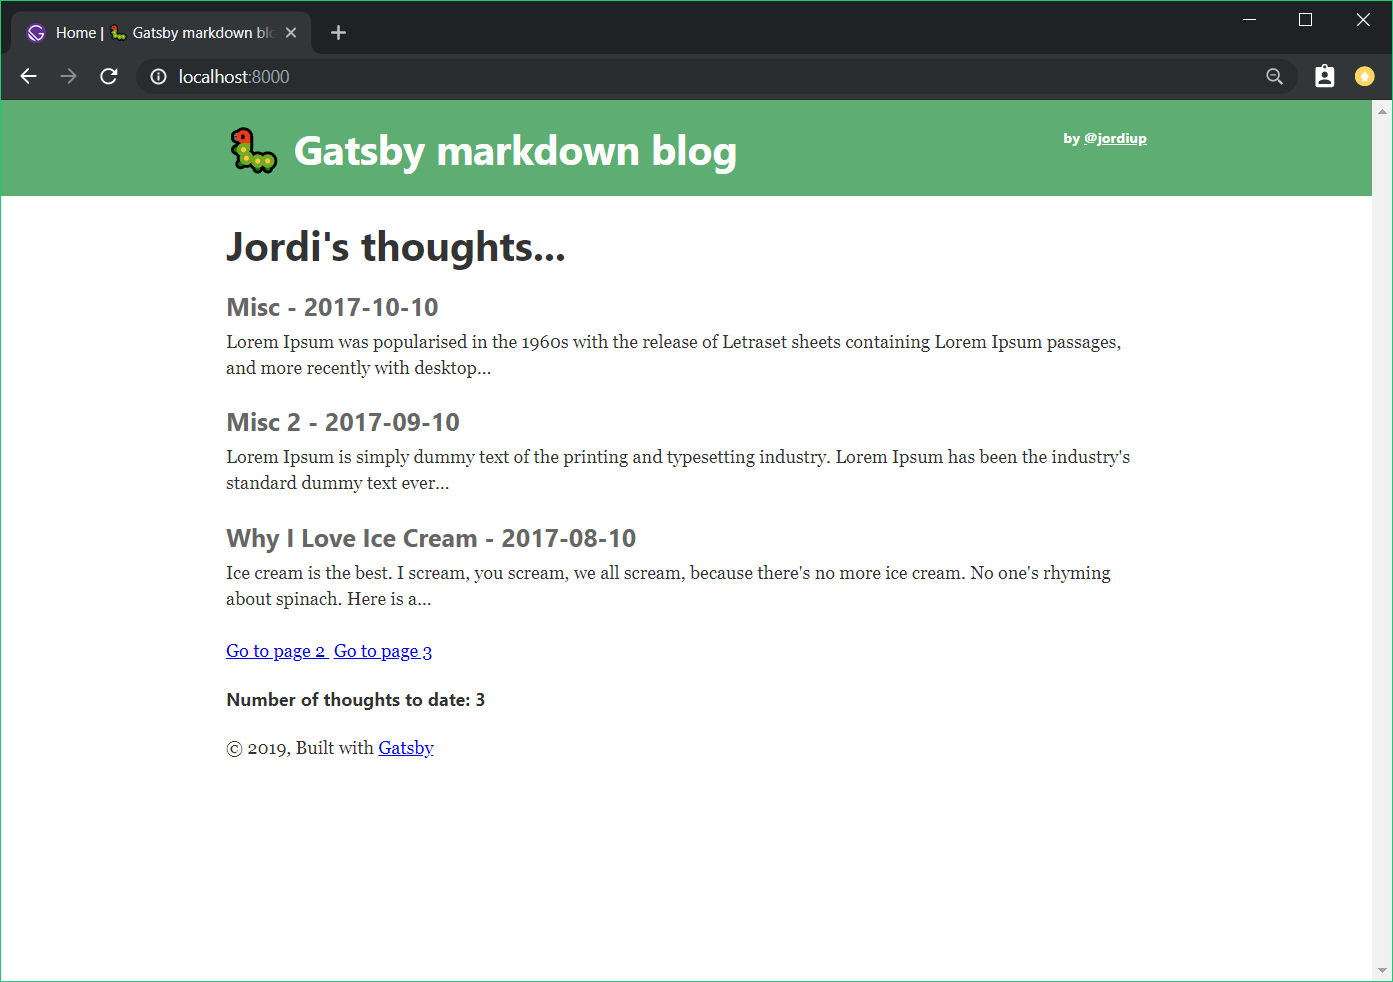 Home | 🐛 Gatsby markdown blo
localhost:8000
🐛 Gatsby markdown blog
by @jordiup
Jordi's thoughts...
Misc - 2017-10-10
Lorem Ipsum was popularised in the 1960s with the release of Letraset sheets containing Lorem Ipsum passages,
and more recently with desktop…
Misc 2 - 2017-09-10
Lorem Ipsum is simply dummy text of the printing and typesetting industry. Lorem Ipsum has been the industry's
standard dummy text ever…
Why I Love Ice Cream - 2017-08-10
Ice cream is the best. I scream, you scream, we all scream, because there's no more ice cream. No one's rhyming
about spinach. Here is a…
Go to page 2 Go to page 3
Number of thoughts to date: 3
© 2019, Built with Gatsby